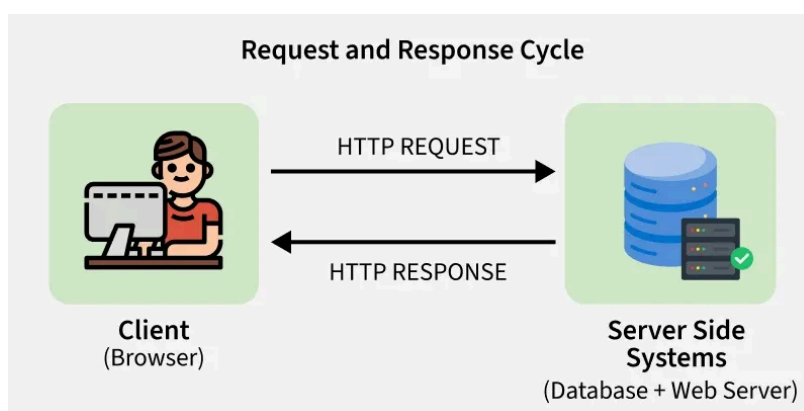 Request and Response Cycle
HTTP REQUEST
HTTP RESPONSE
Client
(Browser)
Server Side
Systems
(Database + Web Server)